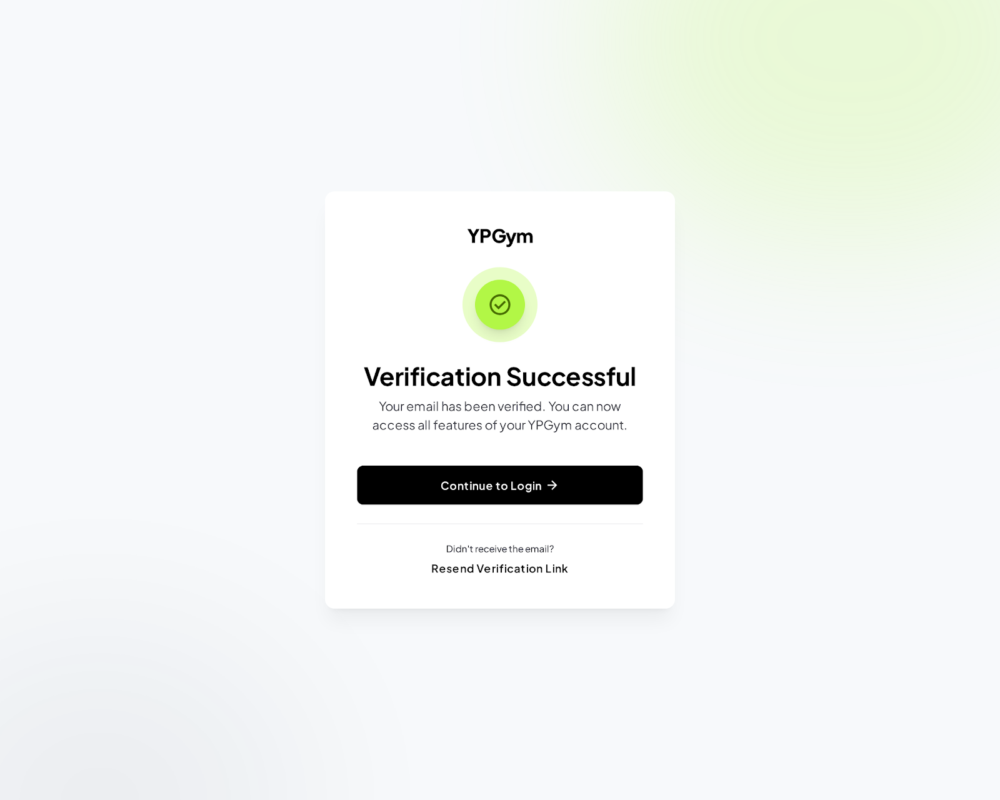 YPGym
Verification Successful
Your email has been verified. You can now
access all features of your YPGym account.
Continue to Login →
Didn't receive the email?
Resend Verification Link